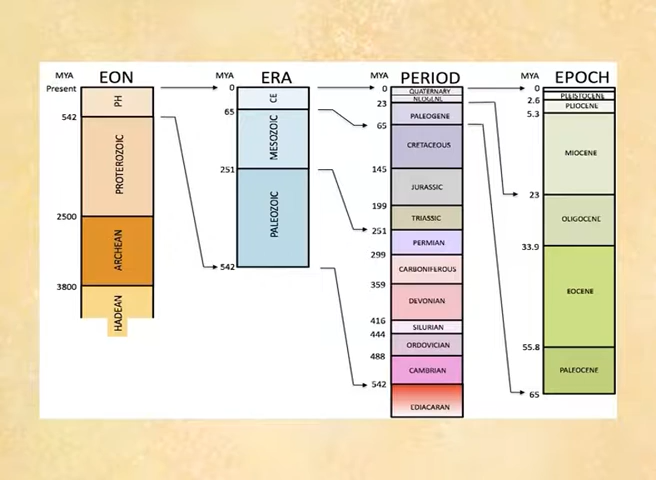 MYA EON
Present
PH
542
PROTEROZOIC
2500
ARCHEAN
3800
HADEAN
MYA ERA
0
CE
65
MESOZOIC
251
PALEOZOIC
542
MYA PERIOD
0
QUATERNARY
NEOGENE
23
PALEOGENE
65
CRETACEOUS
145
JURASSIC
199
TRIASSIC
251
PERMIAN
299
CARBONIFEROUS
359
DEVONIAN
416
SILURIAN
444
ORDOVICIAN
488
CAMBRIAN
542
EDIACARAN
MYA EPOCH
0
PLEISTOCENE
2.6
PLIOCENE
5.3
MIOCENE
23
OLIGOCENE
33.9
EOCENE
55.8
PALEOCENE
65